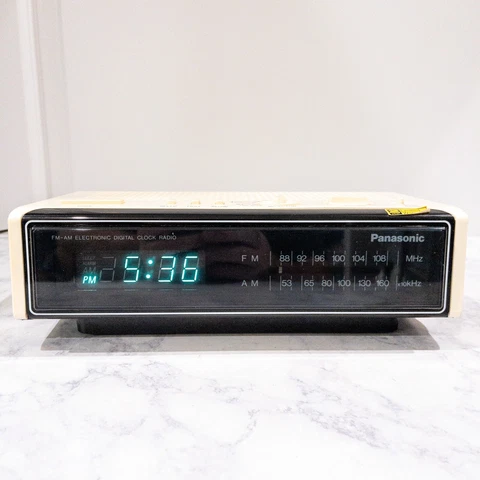 FM-AM ELECTRONIC DIGITAL CLOCK RADIO
Panasonic
PM 5:36
FM 88 92 96 100 104 108 MHz
AM 53 65 80 100 130 160 ×10kHz